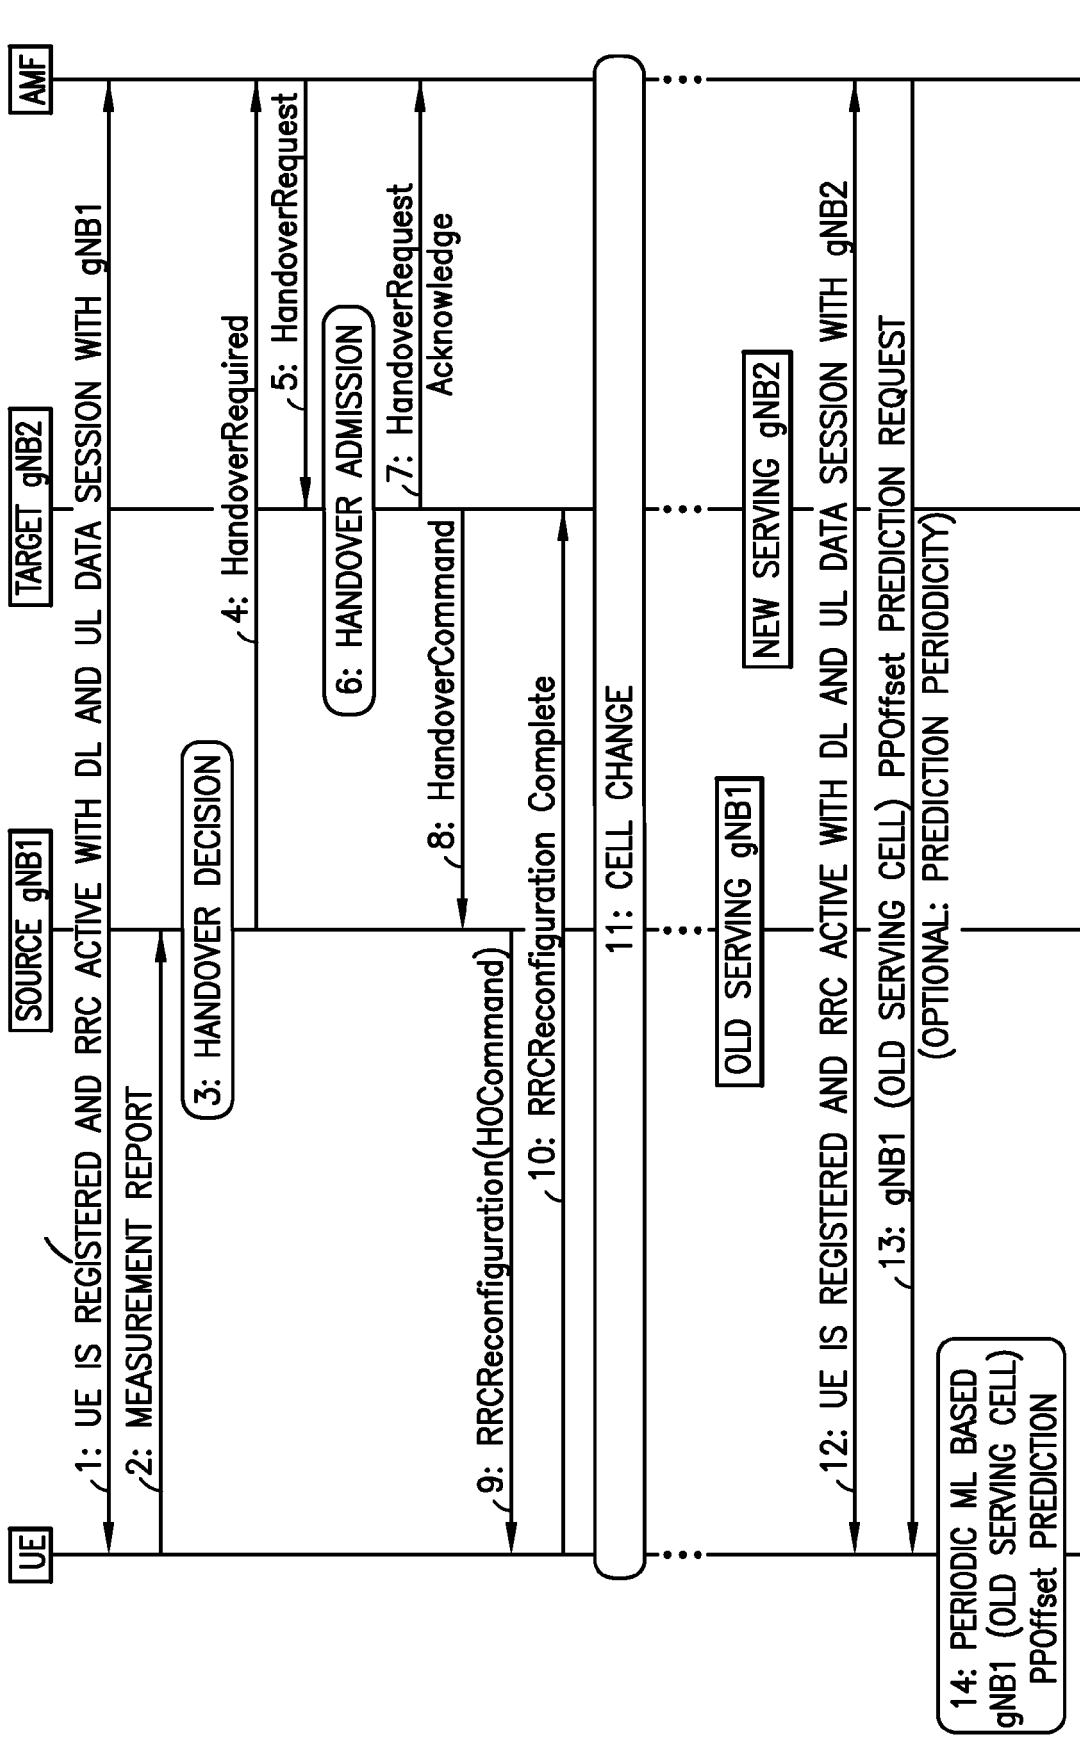 UE
SOURCE gNB1
TARGET gNB2
AMF
1: UE IS REGISTERED AND RRC ACTIVE WITH DL AND UL DATA SESSION WITH gNB1
2: MEASUREMENT REPORT
3: HANDOVER DECISION
4: HandoverRequired
5: HandoverRequest
6: HANDOVER ADMISSION
7: HandoverRequest
Acknowledge
8: HandoverCommand
9: RRCReconfiguration(HOCommand)
10: RRCReconfiguration Complete
11: CELL CHANGE
OLD SERVING gNB1
NEW SERVING gNB2
12: UE IS REGISTERED AND RRC ACTIVE WITH DL AND UL DATA SESSION WITH gNB2
13: gNB1 (OLD SERVING CELL) PPOffset PREDICTION REQUEST
(OPTIONAL: PREDICTION PERIODICITY)
14: PERIODIC ML BASED
gNB1 (OLD SERVING CELL)
PPOffset PREDICTION